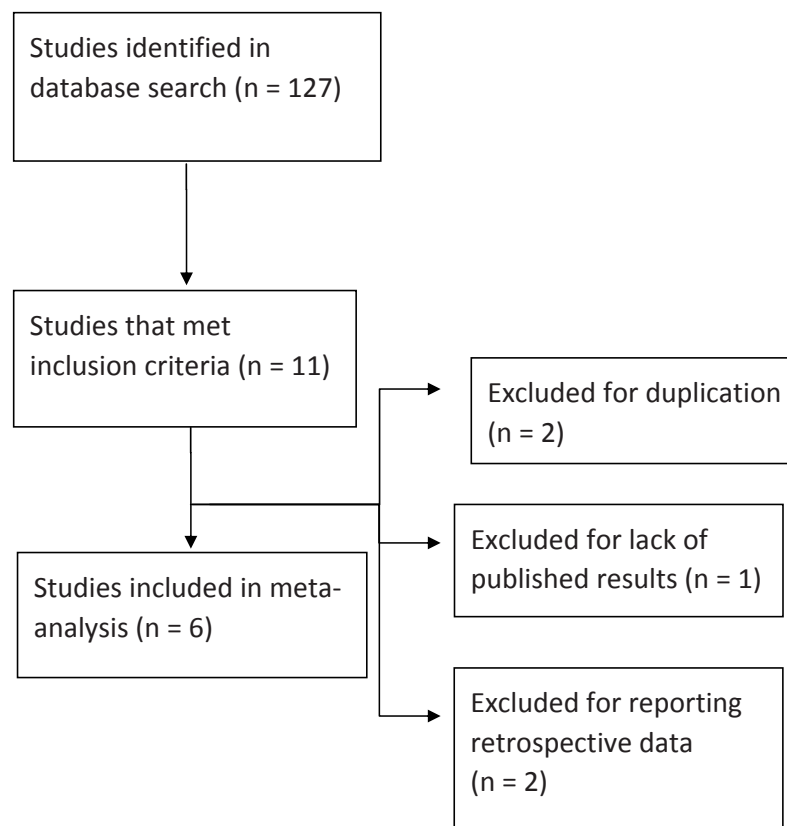 Studies identified in
database search (n = 127)
Studies that met
inclusion criteria (n = 11)
Excluded for duplication
(n = 2)
Excluded for lack of
published results (n = 1)
Studies included in meta-
analysis (n = 6)
Excluded for reporting
retrospective data
(n = 2)